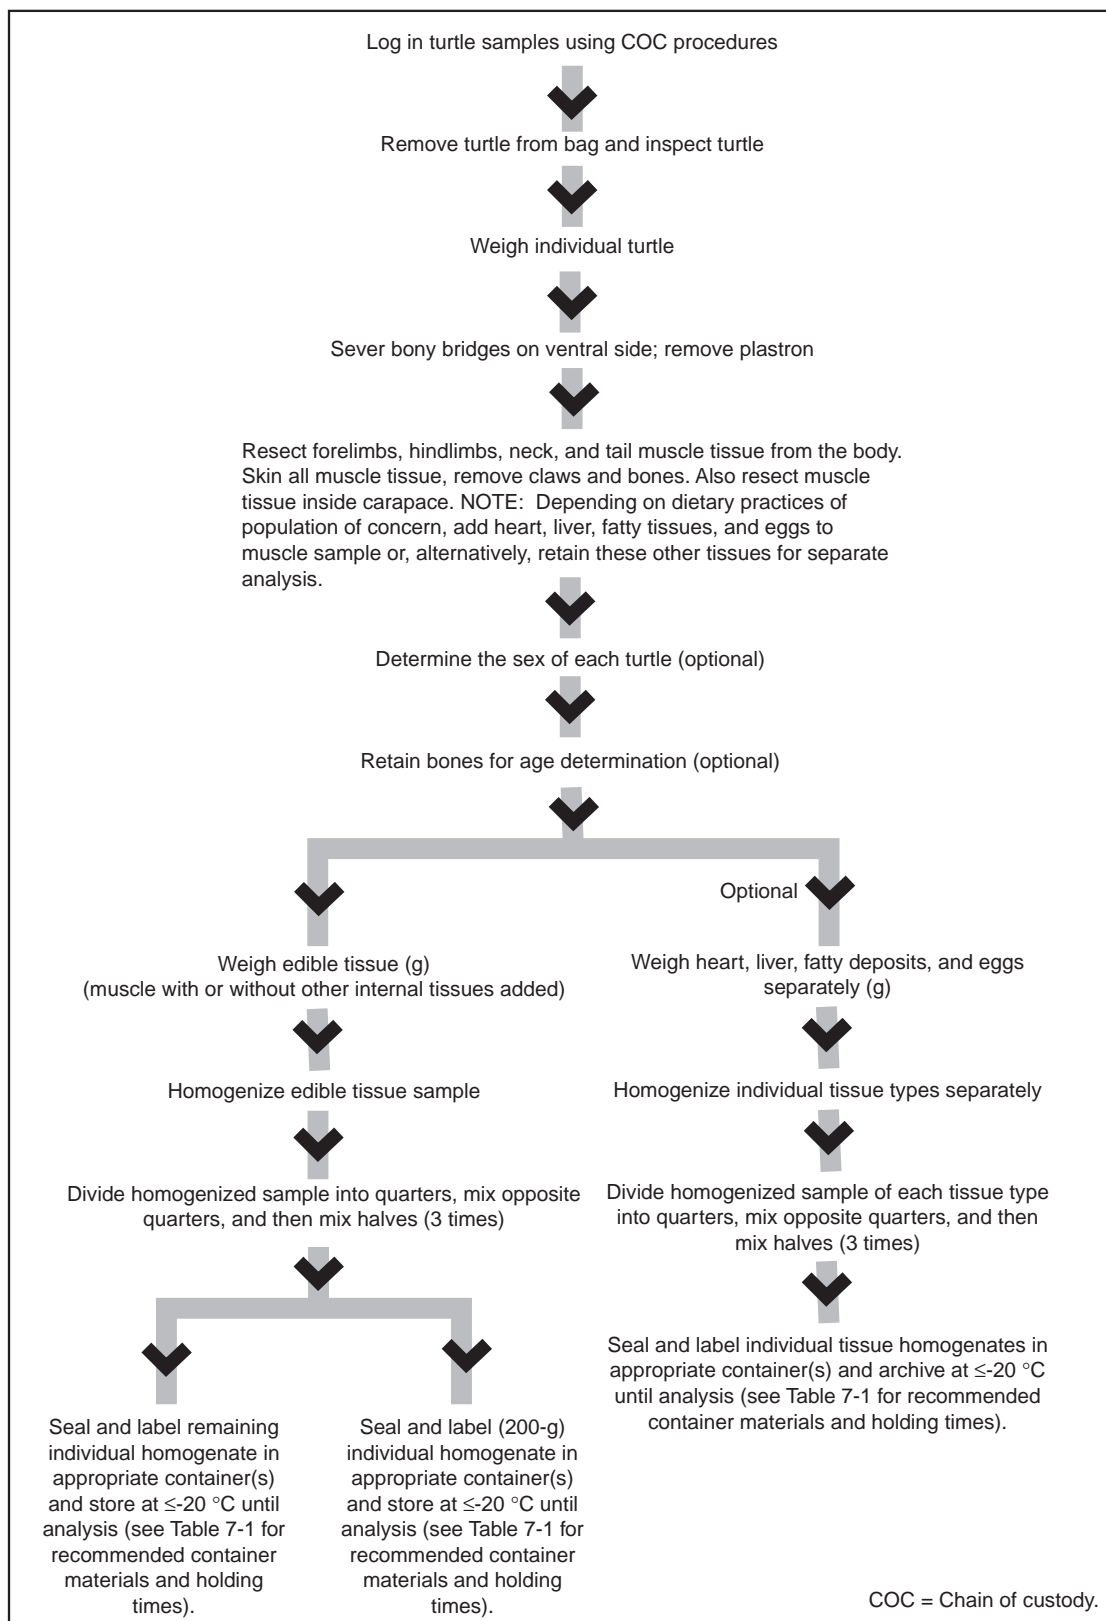 Log in turtle samples using COC procedures
Remove turtle from bag and inspect turtle
Weigh individual turtle
Sever bony bridges on ventral side; remove plastron
Resect forelimbs, hindlimbs, neck, and tail muscle tissue from the body.
Skin all muscle tissue, remove claws and bones. Also resect muscle
tissue inside carapace. NOTE: Depending on dietary practices of
population of concern, add heart, liver, fatty tissues, and eggs to
muscle sample or, alternatively, retain these other tissues for separate
analysis.
Determine the sex of each turtle (optional)
Retain bones for age determination (optional)
Weigh edible tissue (g)
(muscle with or without other internal tissues added)
Homogenize edible tissue sample
Divide homogenized sample into quarters, mix opposite
quarters, and then mix halves (3 times)
Seal and label remaining
individual homogenate in
appropriate container(s)
and store at ≤-20 °C until
analysis (see Table 7-1 for
recommended container
materials and holding
times).
Seal and label (200-g)
individual homogenate in
appropriate container(s)
and store at ≤-20 °C until
analysis (see Table 7-1 for
recommended container
materials and holding
times).
Optional
Weigh heart, liver, fatty deposits, and eggs
separately (g)
Homogenize individual tissue types separately
Divide homogenized sample of each tissue type
into quarters, mix opposite quarters, and then
mix halves (3 times)
Seal and label individual tissue homogenates in
appropriate container(s) and archive at ≤-20 °C
until analysis (see Table 7-1 for recommended
container materials and holding times).
COC = Chain of custody.